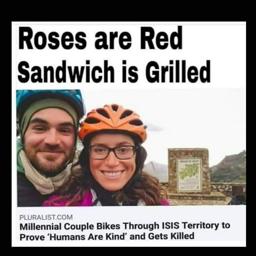 Roses are Red
Sandwich is Grilled
PLURALIST.COM
Millennial Couple Bikes Through ISIS Territory to
Prove ‘Humans Are Kind’ and Gets Killed